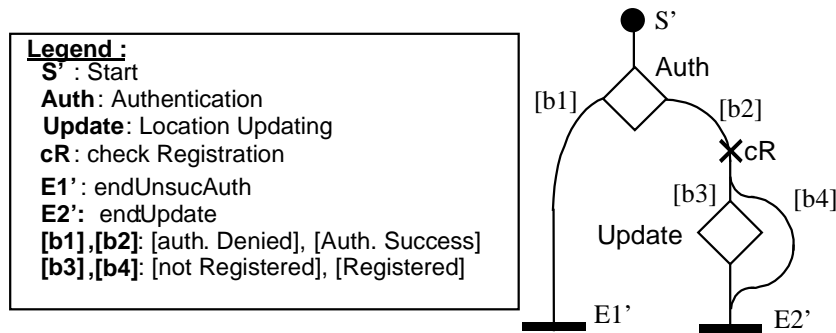 Legend :
S’ : Start
Auth: Authentication
Update: Location Updating
cR: check Registration
E1’: endUnsucAuth
E2’: endUpdate
[b1],[b2]: [auth. Denied], [Auth. Success]
[b3],[b4]: [not Registered], [Registered]
S’
Auth
[b1]
[b2]
cR
[b3]
[b4]
Update
E1’
E2’